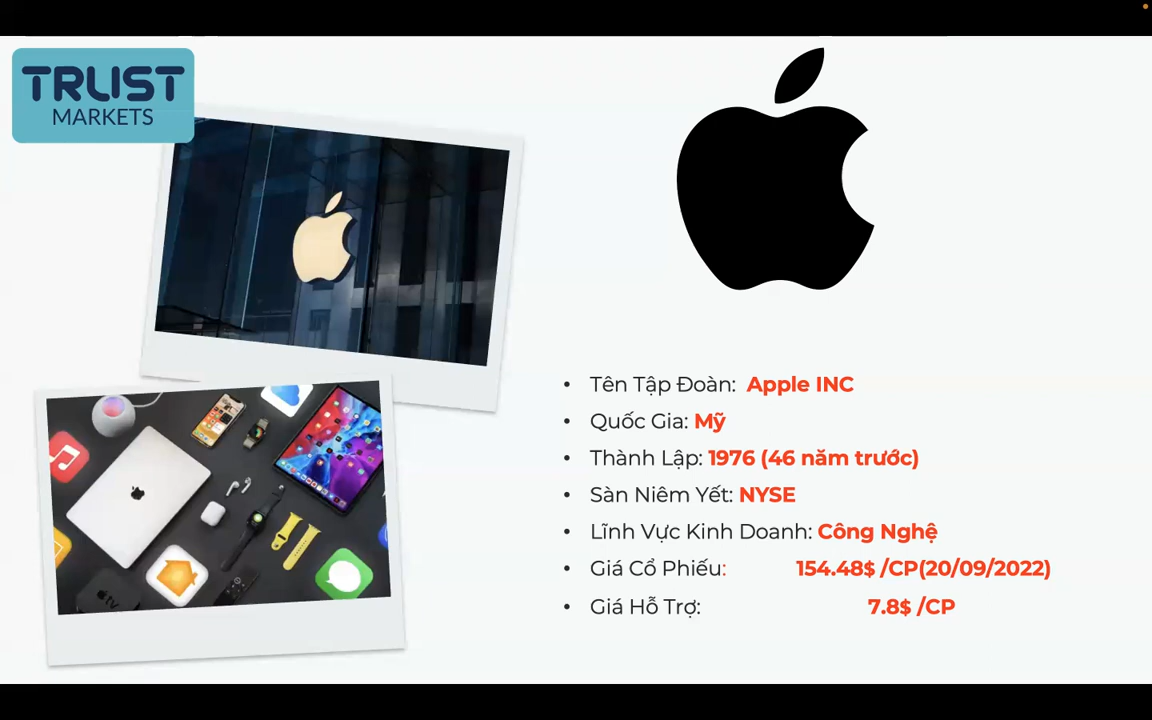 TRUST
MARKETS
• Tên Tập Đoàn: Apple INC
• Quốc Gia: Mỹ
• Thành Lập: 1976 (46 năm trước)
• Sàn Niêm Yết: NYSE
• Lĩnh Vực Kinh Doanh: Công Nghệ
• Giá Cổ Phiếu: 154.48$ /CP(20/09/2022)
• Giá Hỗ Trợ: 7.8$ /CP
tv